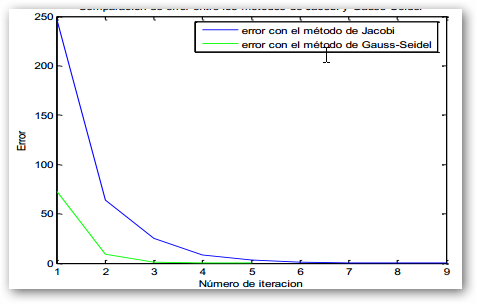 250
error con el método de Jacobi
error con el método de Gauss-Seidel
200
150
Error
100
50
0
1 2 3 4 5 6 7 8 9
Número de iteracion